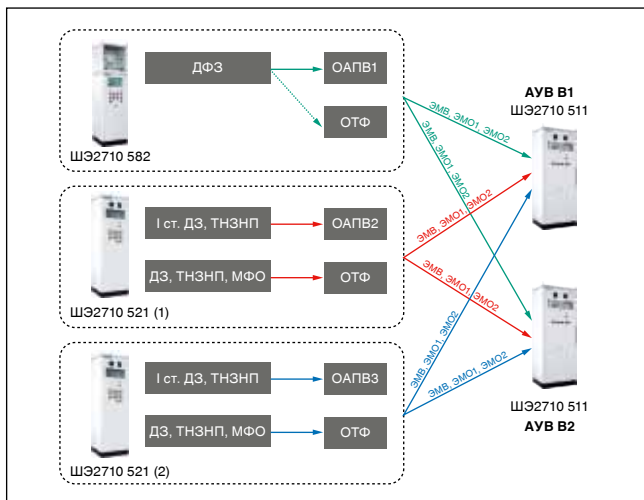 ДФЗ
ОАПВ1
ОТФ
ШЭ2710 582
I ст. ДЗ, ТНЗНП
ОАПВ2
ДЗ, ТНЗНП, МФО
ОТФ
ШЭ2710 521 (1)
I ст. ДЗ, ТНЗНП
ОАПВ3
ДЗ, ТНЗНП, МФО
ОТФ
ШЭ2710 521 (2)
ЭМВ, ЭМО1, ЭМО2
ЭМВ, ЭМО1, ЭМО2
ЭМВ, ЭМО1, ЭМО2
ЭМВ, ЭМО1, ЭМО2
ЭМВ, ЭМО1, ЭМО2
ЭМВ, ЭМО1, ЭМО2
АУВ В1
ШЭ2710 511
ШЭ2710 511
АУВ В2